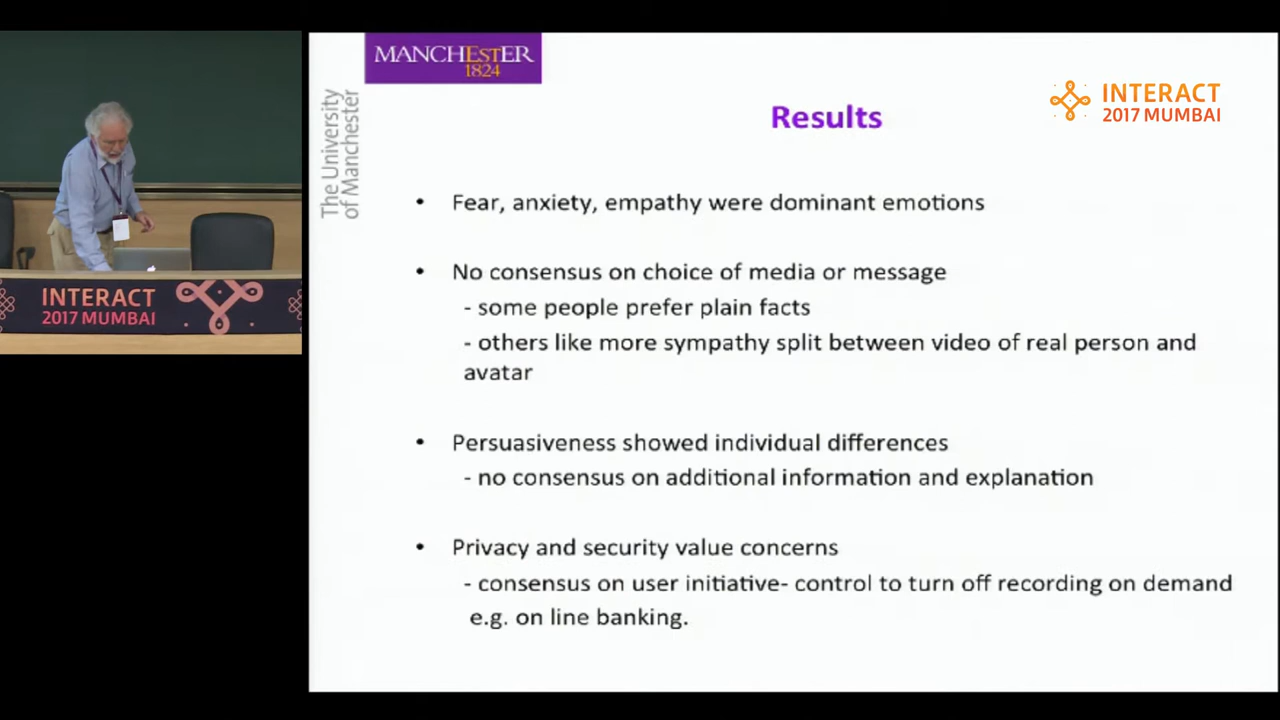 MANCHESTER
1824
The University
of Manchester
INTERACT
2017 MUMBAI
Results
• Fear, anxiety, empathy were dominant emotions
• No consensus on choice of media or message
- some people prefer plain facts
- others like more sympathy split between video of real person and
avatar
• Persuasiveness showed individual differences
- no consensus on additional information and explanation
• Privacy and security value concerns
- consensus on user initiative- control to turn off recording on demand
e.g. on line banking.
INTERACT
2017 MUMBAI